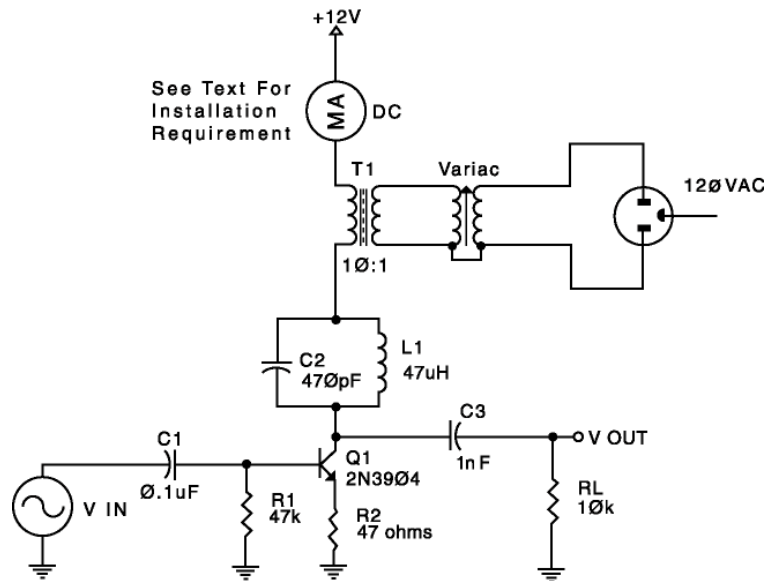 +12V
See Text For
Installation
Requirement
MA
DC
T1
Variac
12ØVAC
1Ø:1
C2
47ØpF
L1
47uH
C3
1nF
V OUT
C1
Ø.1uF
Q1
2N39Ø4
V IN
R1
47k
R2
47 ohms
RL
1Øk